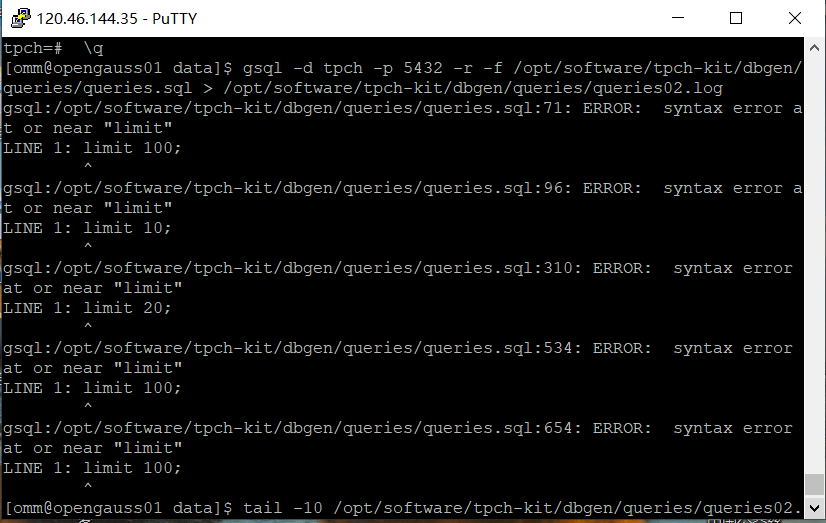 120.46.144.35 - PuTTY
tpch=#  \q
[omm@opengauss01 data]$ gsql -d tpch -p 5432 -r -f /opt/software/tpch-kit/dbgen/
queries/queries.sql > /opt/software/tpch-kit/dbgen/queries/queries02.log
gsql:/opt/software/tpch-kit/dbgen/queries/queries.sql:71: ERROR:  syntax error a
t or near "limit"
LINE 1: limit 100;
        ^
gsql:/opt/software/tpch-kit/dbgen/queries/queries.sql:96: ERROR:  syntax error a
t or near "limit"
LINE 1: limit 10;
        ^
gsql:/opt/software/tpch-kit/dbgen/queries/queries.sql:310: ERROR:  syntax error
at or near "limit"
LINE 1: limit 20;
        ^
gsql:/opt/software/tpch-kit/dbgen/queries/queries.sql:534: ERROR:  syntax error
at or near "limit"
LINE 1: limit 100;
        ^
gsql:/opt/software/tpch-kit/dbgen/queries/queries.sql:654: ERROR:  syntax error
at or near "limit"
LINE 1: limit 100;
        ^
[omm@opengauss01 data]$ tail -10 /opt/software/tpch-kit/dbgen/queries/queries02.